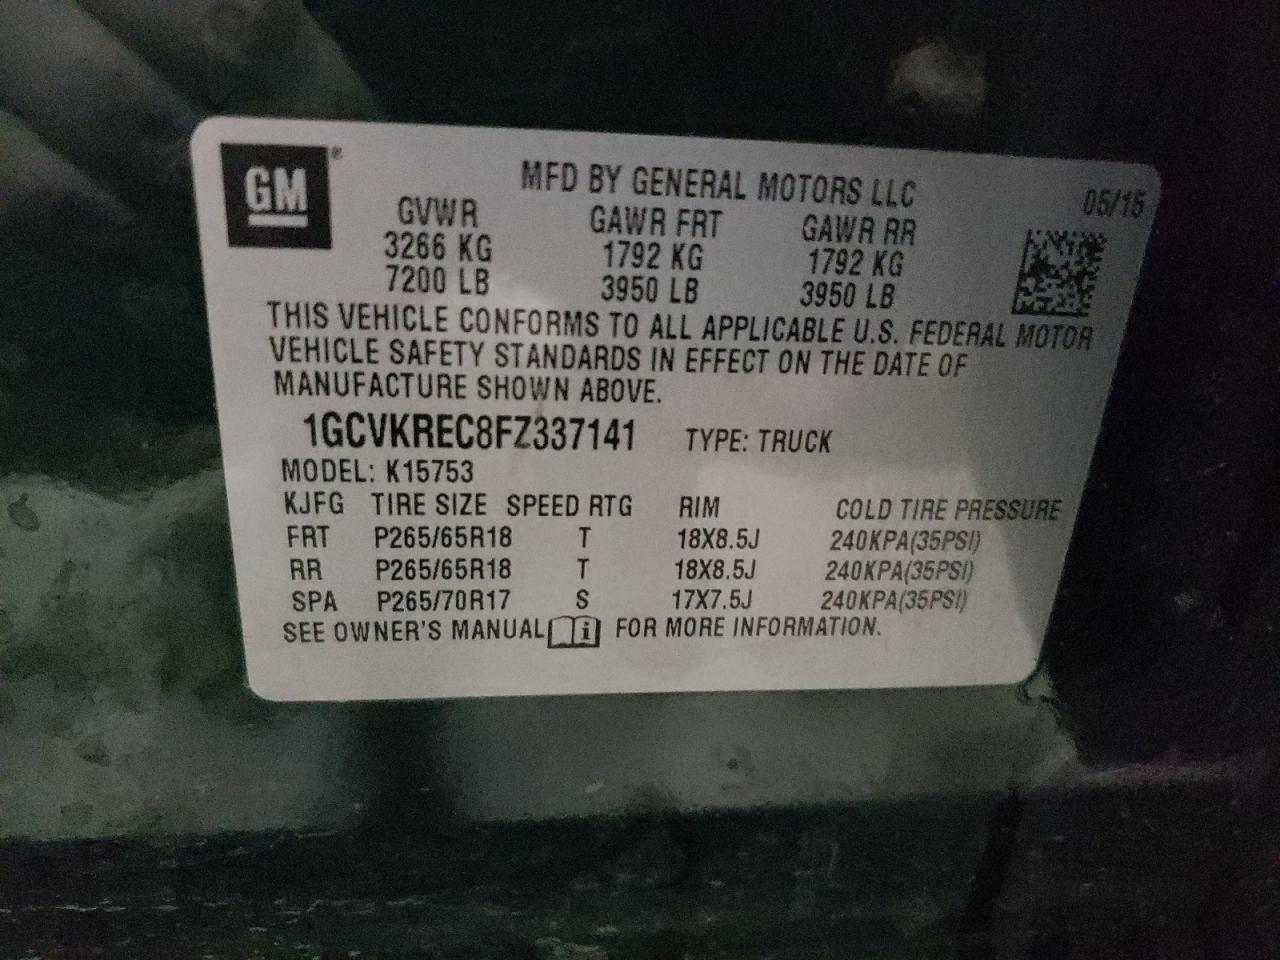 GM®
MFD BY GENERAL MOTORS LLC 05/15
GVWR GAWR FRT GAWR RR
3266 KG 1792 KG 1792 KG
7200 LB 3950 LB 3950 LB
THIS VEHICLE CONFORMS TO ALL APPLICABLE U.S. FEDERAL MOTOR
VEHICLE SAFETY STANDARDS IN EFFECT ON THE DATE OF
MANUFACTURE SHOWN ABOVE.
1GCVKREC8FZ337141 TYPE: TRUCK
MODEL: K15753
KJFG TIRE SIZE SPEED RTG RIM COLD TIRE PRESSURE
FRT P265/65R18 T 18X8.5J 240KPA(35PSI)
RR P265/65R18 T 18X8.5J 240KPA(35PSI)
SPA P265/70R17 S 17X7.5J 240KPA(35PSI)
SEE OWNER'S MANUAL i FOR MORE INFORMATION.